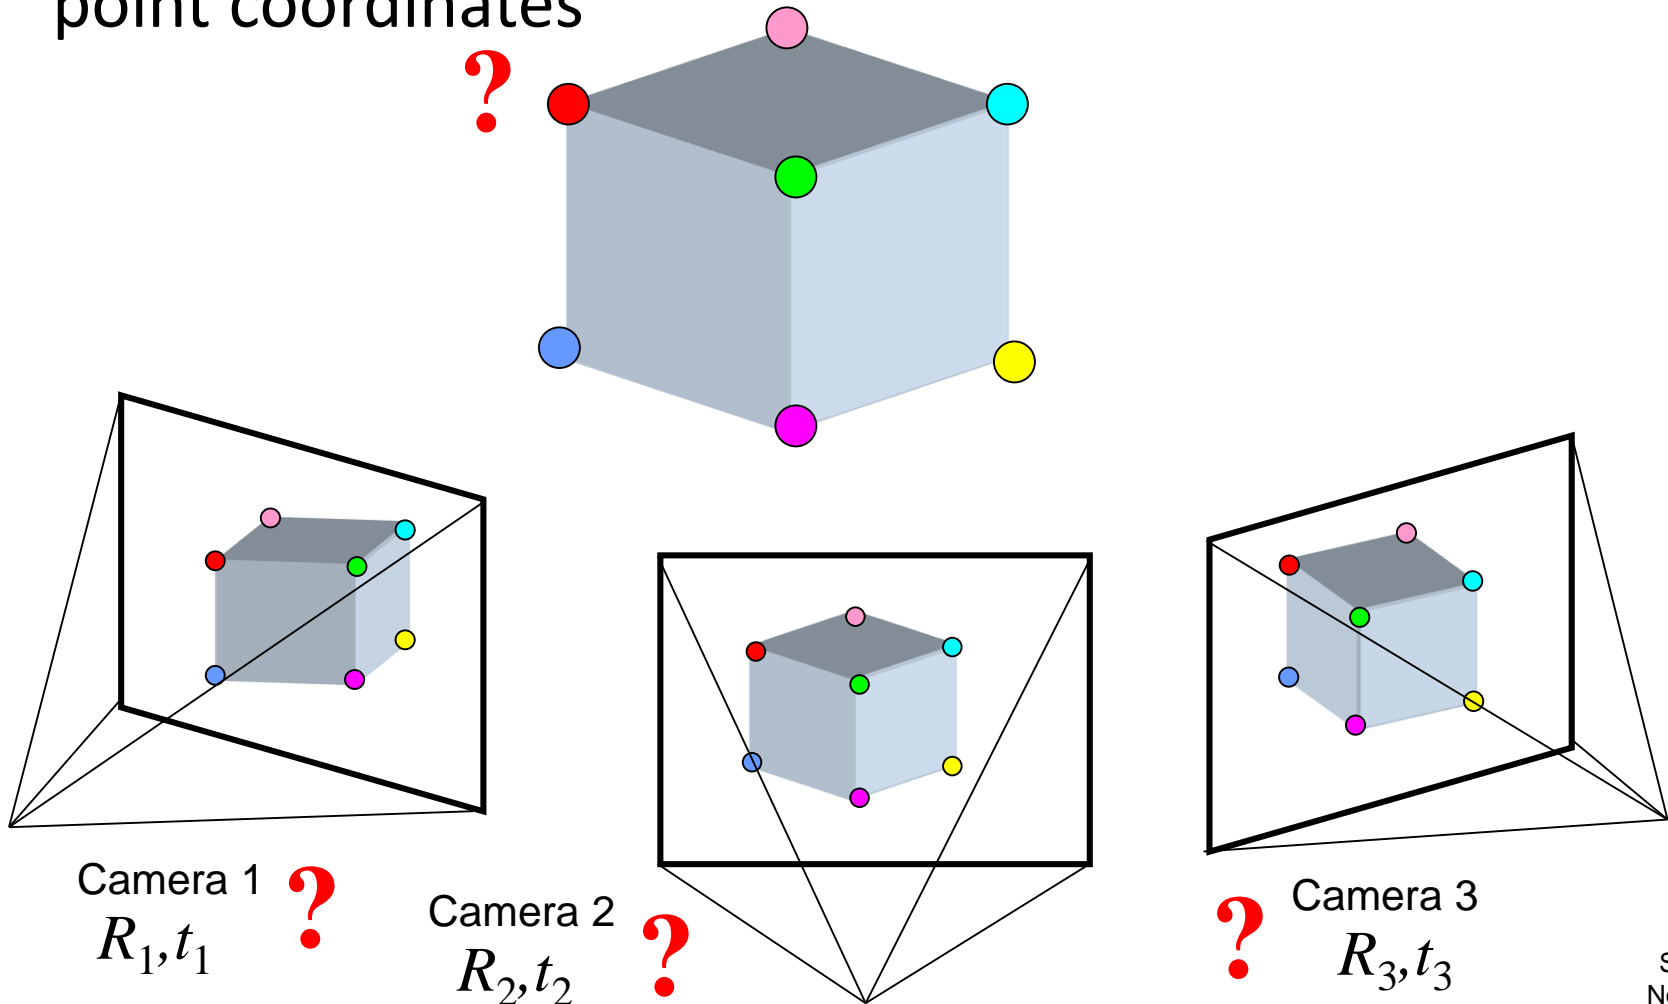 point coordinates
?
Camera 1
?
R₁,t₁
Camera 2
?
R₂,t₂
?
Camera 3
R₃,t₃